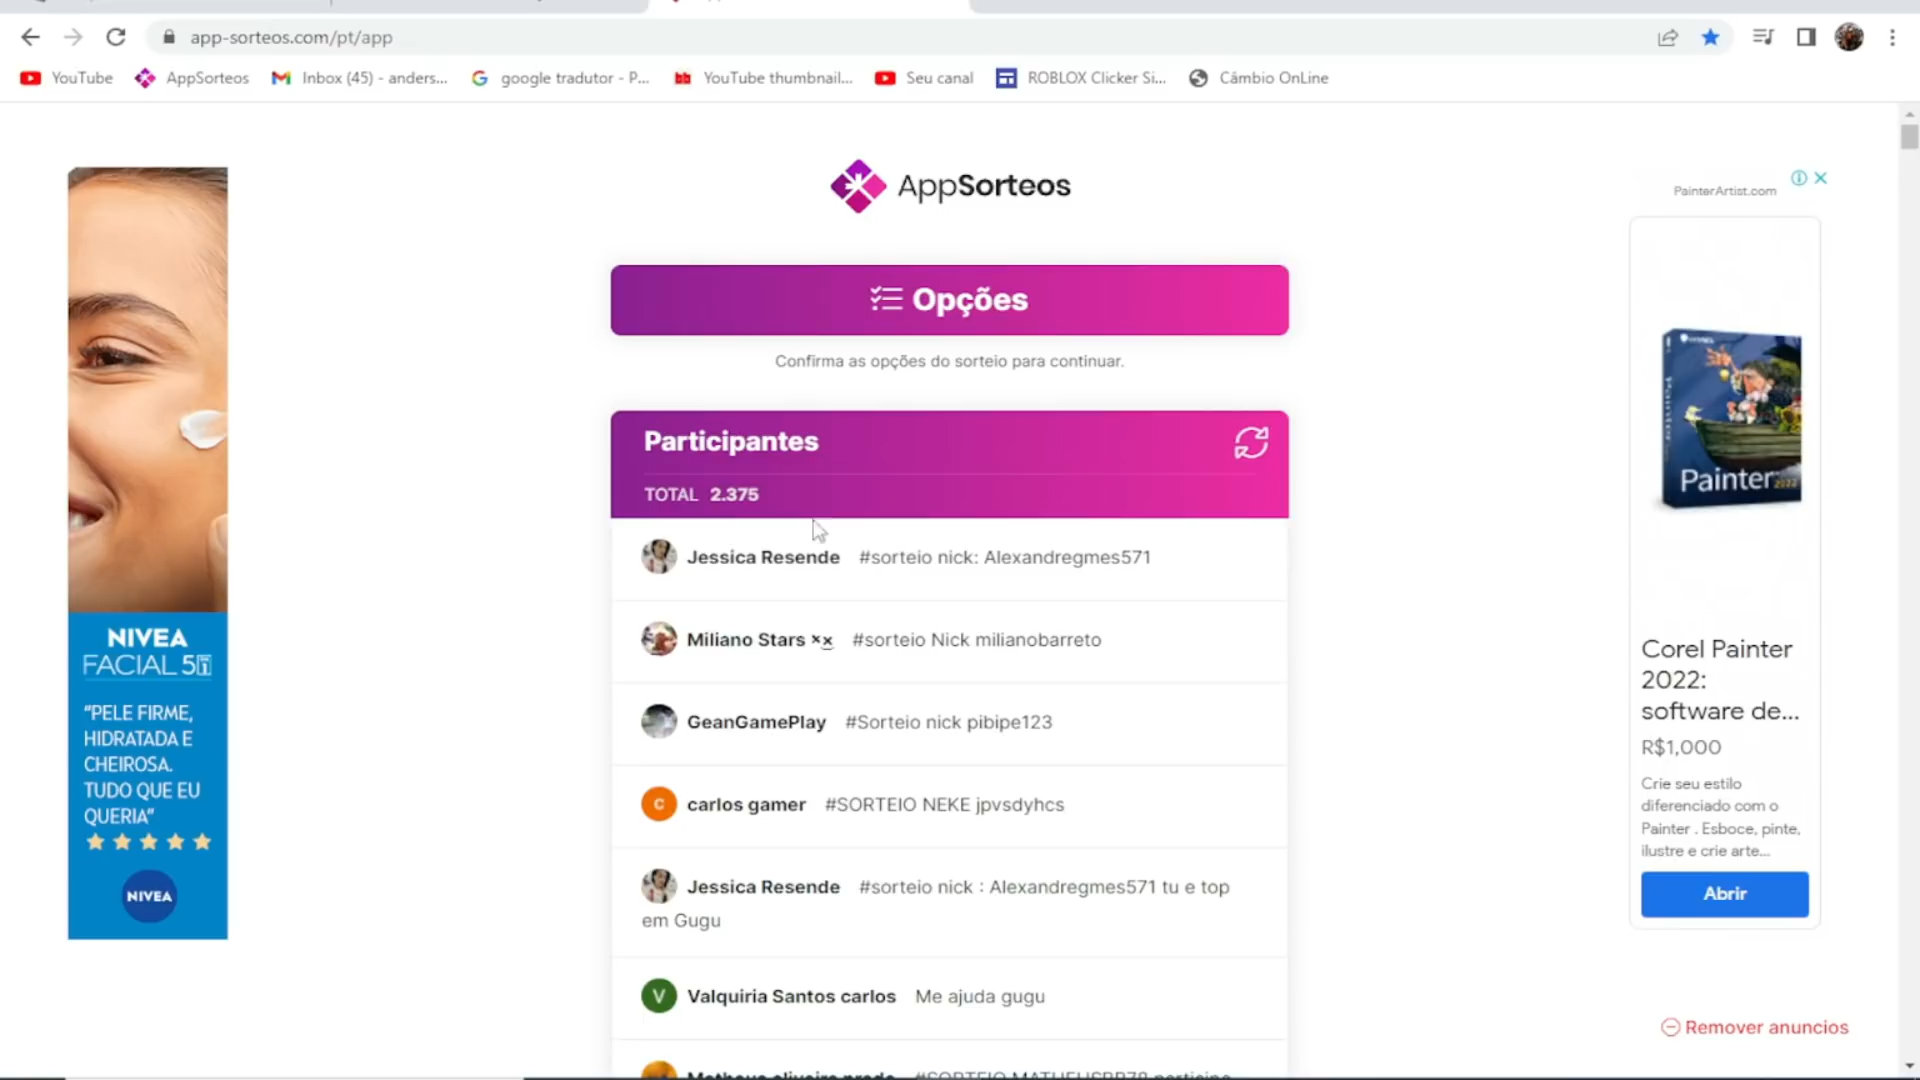 app-sorteos.com/pt/app
YouTube AppSorteos Inbox (45) - anders... google tradutor - P... YouTube thumbnail... Seu canal ROBLOX Clicker Si... Câmbio OnLine
AppSorteos
PainterArtist.com
Opções
Confirma as opções do sorteio para continuar.
Participantes
TOTAL 2.375
Jessica Resende #sorteio nick: Alexandregmes571
Miliano Stars #sorteio Nick milianobarreto
GeanGamePlay #Sorteio nick pibipe123
C carlos gamer #SORTEIO NEKE jpvsdyhcs
Jessica Resende #sorteio nick : Alexandregmes571 tu e top
em Gugu
V Valquiria Santos carlos Me ajuda gugu
NIVEA
FACIAL 5
"PELE FIRME,
HIDRATADA E
CHEIROSA.
TUDO QUE EU
QUERIA"
NIVEA
Painter 2022
Corel Painter
2022:
software de...
R$1,000
Crie seu estilo
diferenciado com o
Painter . Esboce, pinte,
ilustre e crie arte...
Abrir
Remover anuncios